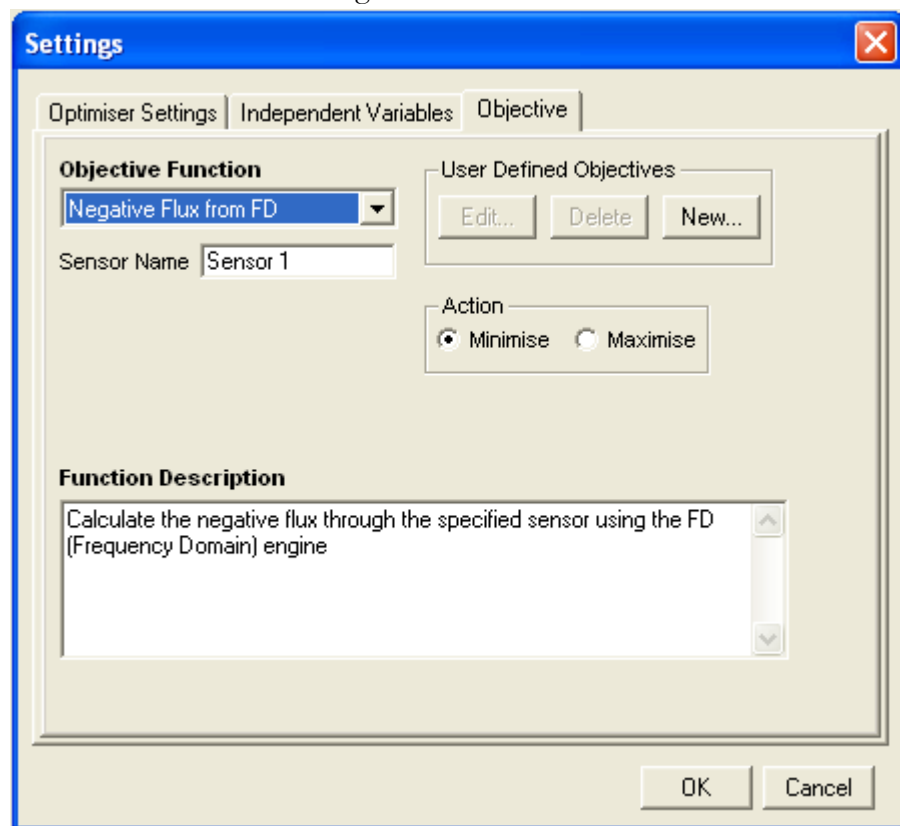 Settings
Optimiser Settings Independent Variables Objective
Objective Function
Negative Flux from FD
Sensor Name Sensor 1
User Defined Objectives
Edit... Delete New...
Action
Minimise Maximise
Function Description
Calculate the negative flux through the specified sensor using the FD
(Frequency Domain) engine
OK Cancel